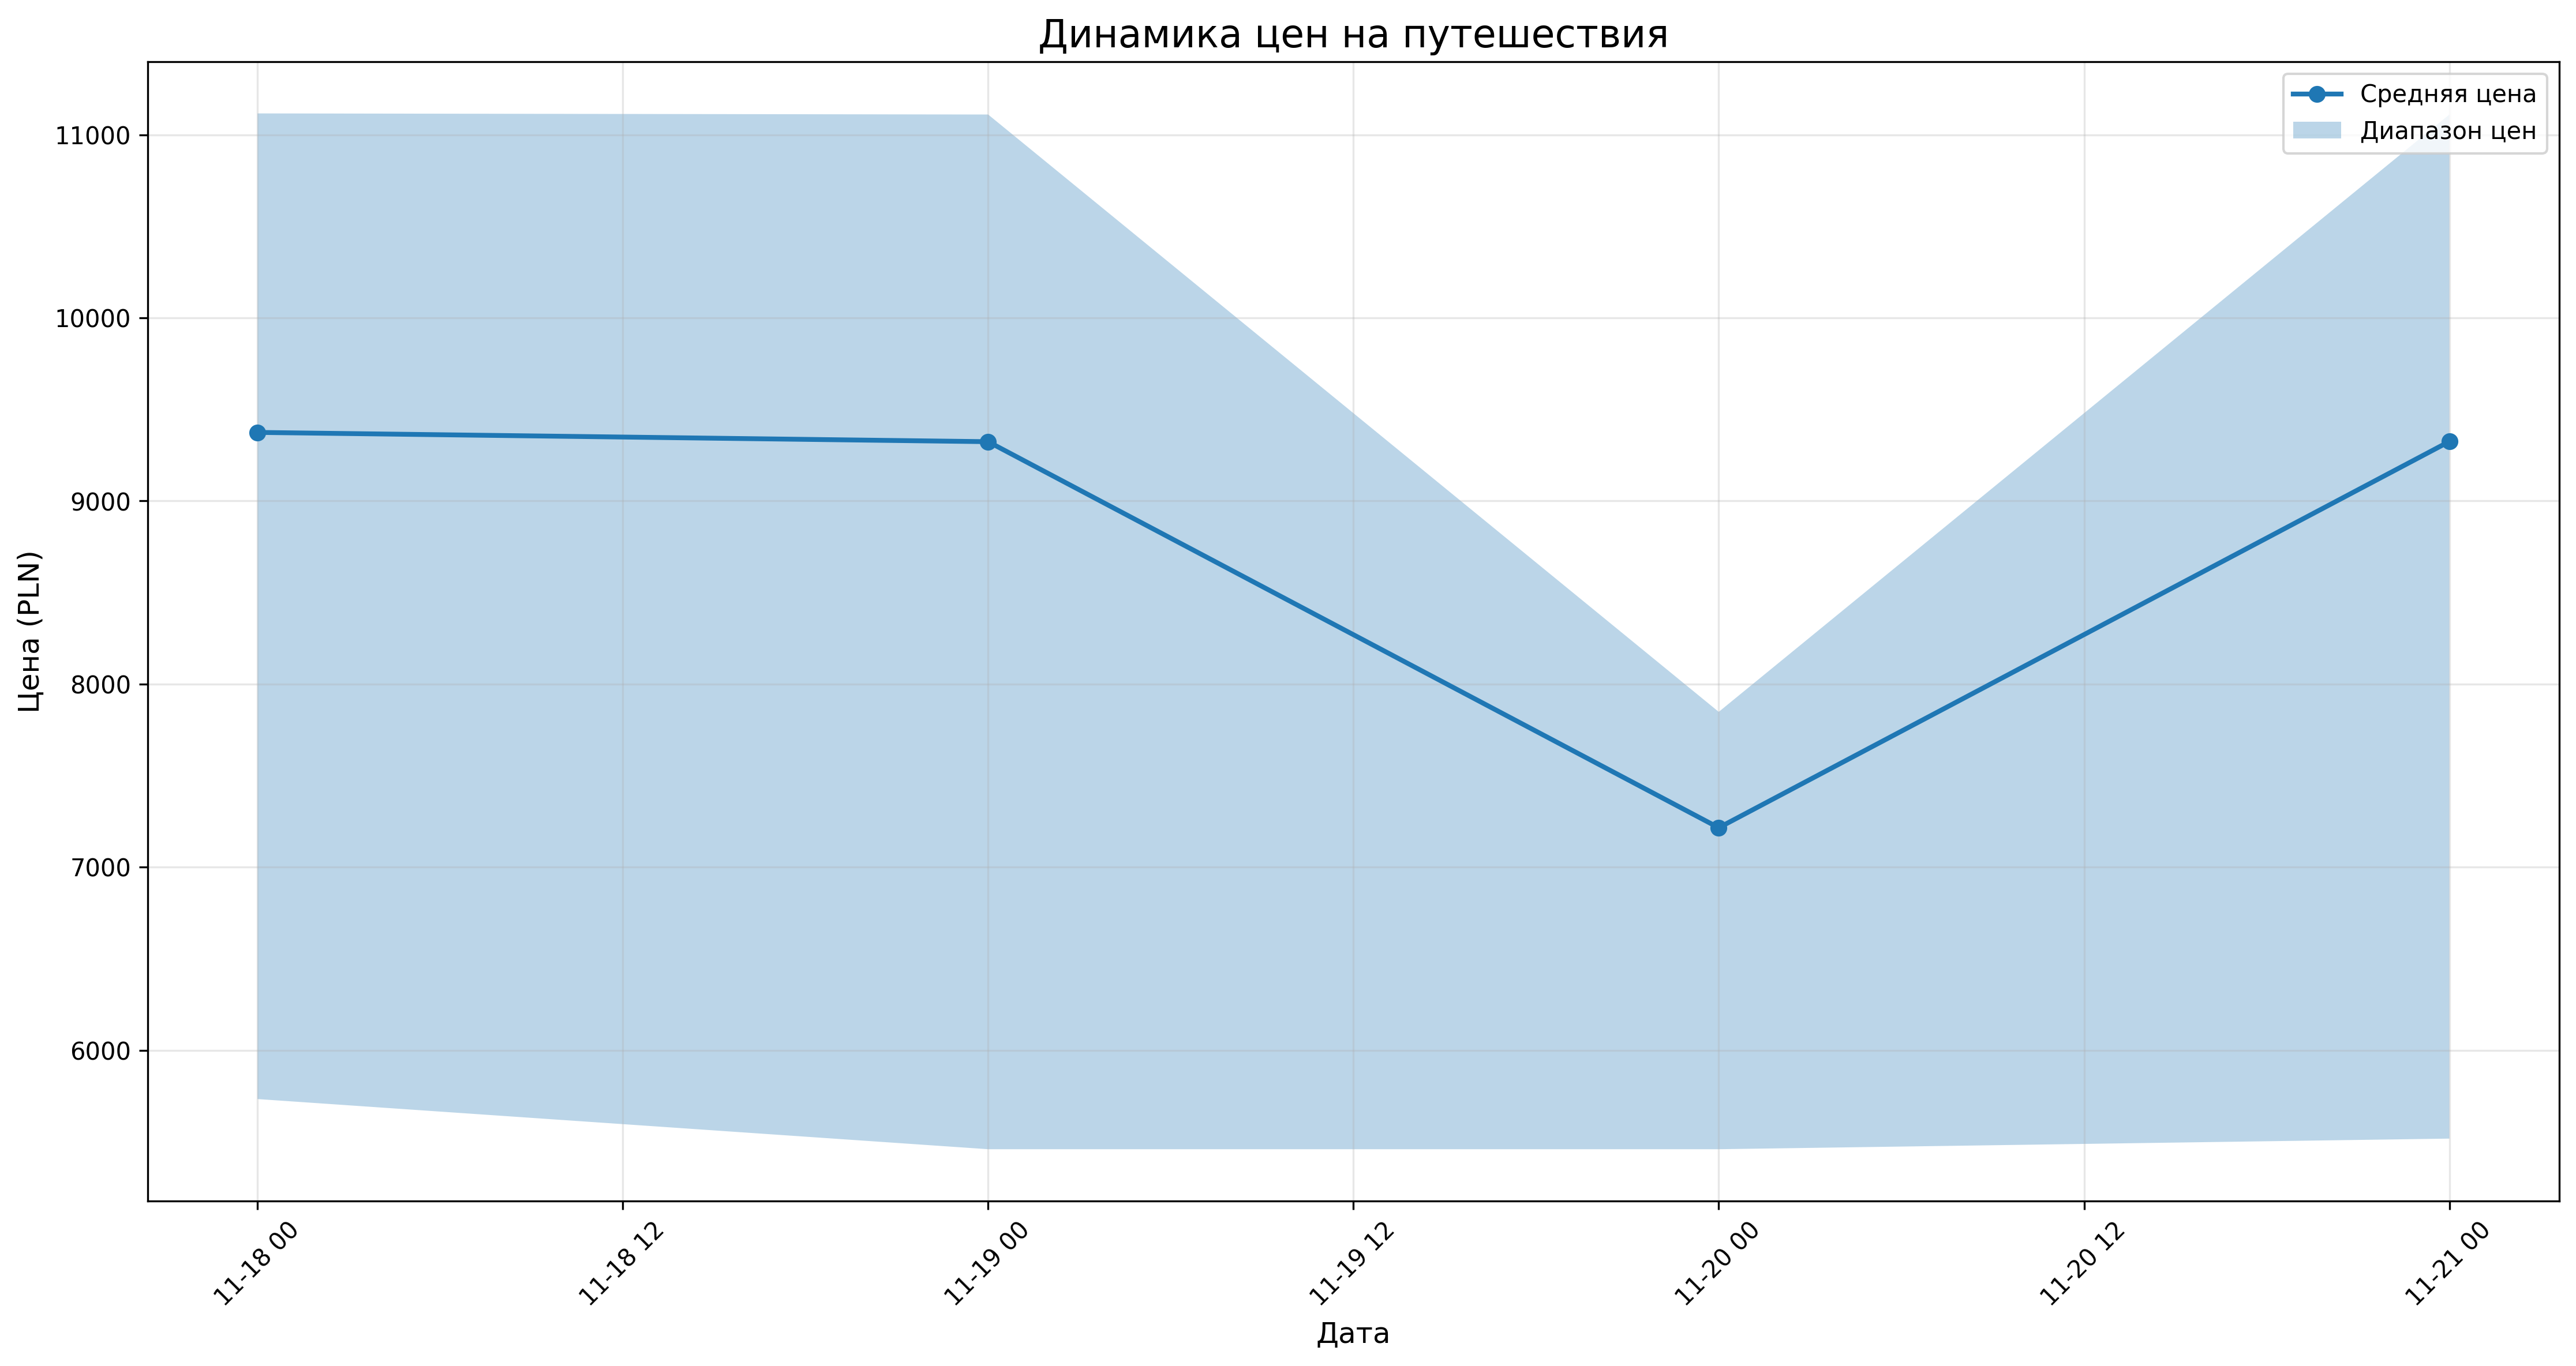 Динамика цен на путешествия
Средняя цена
Диапазон цен
11000
10000
9000
8000
7000
6000
Цена (PLN)
11-18 00
11-18 12
11-19 00
11-19 12
11-20 00
11-20 12
11-21 00
Дата